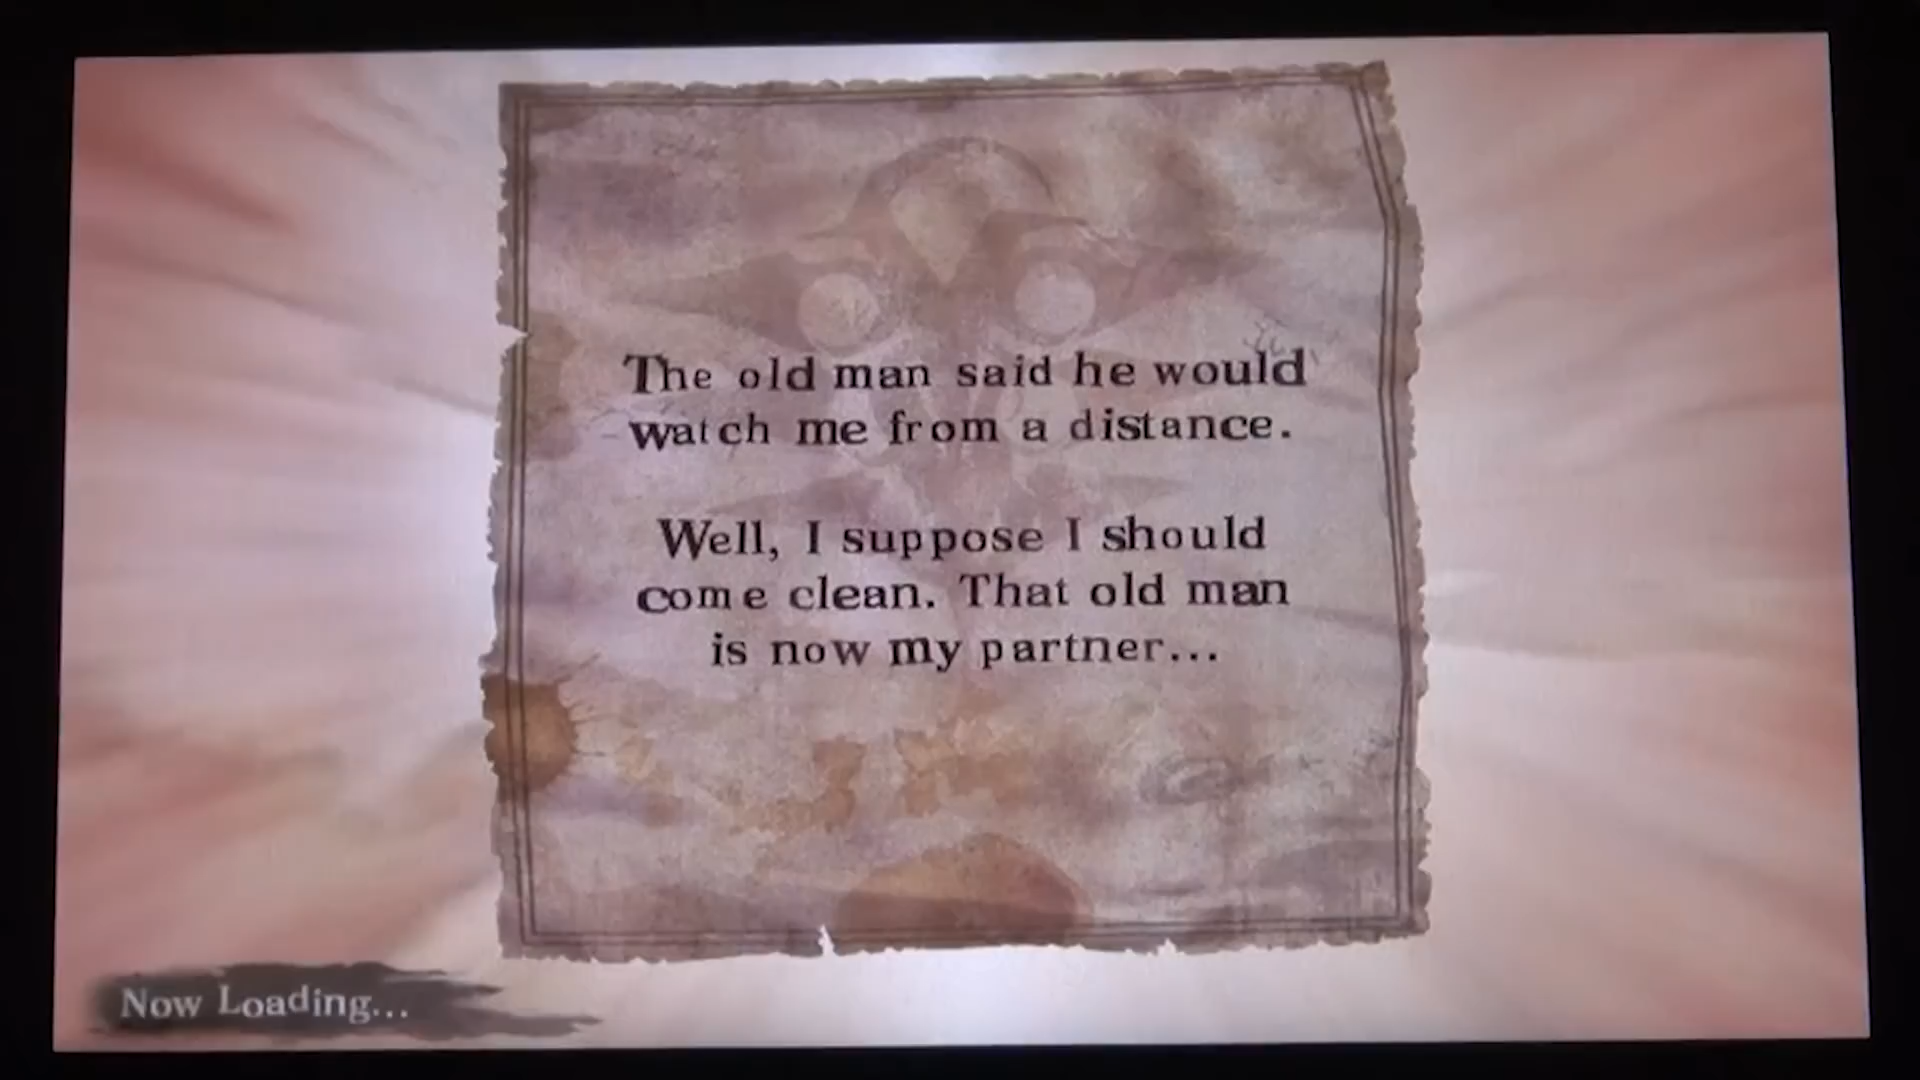 The old man said he would
watch me from a distance.
Well, I suppose I should
come clean. That old man
is now my partner...
Now Loading...